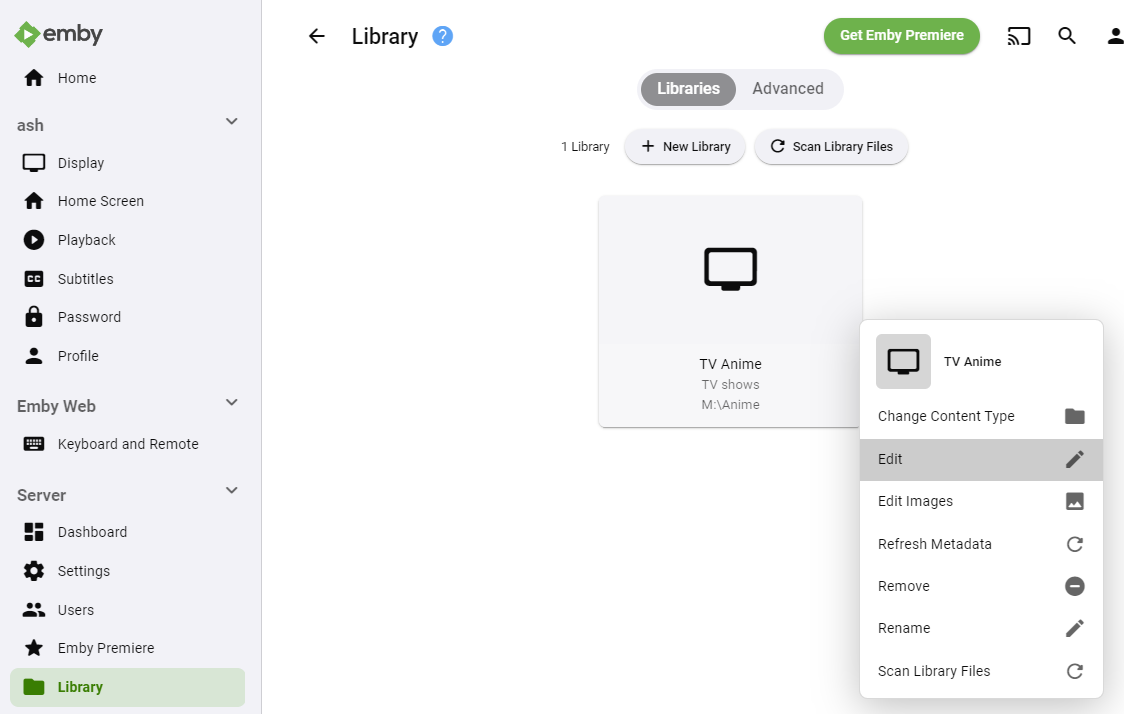 emby
Home
ash
Display
Home Screen
Playback
CC Subtitles
Password
Profile
Emby Web
Keyboard and Remote
Server
Dashboard
Settings
Users
Emby Premiere
Library
Library ?
Get Emby Premiere
Libraries Advanced
1 Library + New Library Scan Library Files
TV Anime
TV shows
M:\Anime
TV Anime
Change Content Type
Edit
Edit Images
Refresh Metadata
Remove
Rename
Scan Library Files